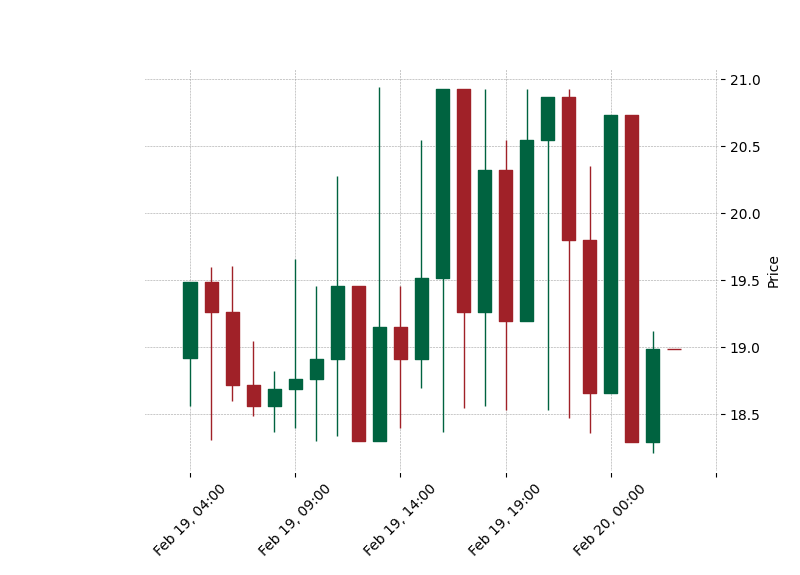 21.0
20.5
20.0
19.5
19.0
18.5
Price
Feb 19, 04:00
Feb 19, 09:00
Feb 19, 14:00
Feb 19, 19:00
Feb 20, 00:00